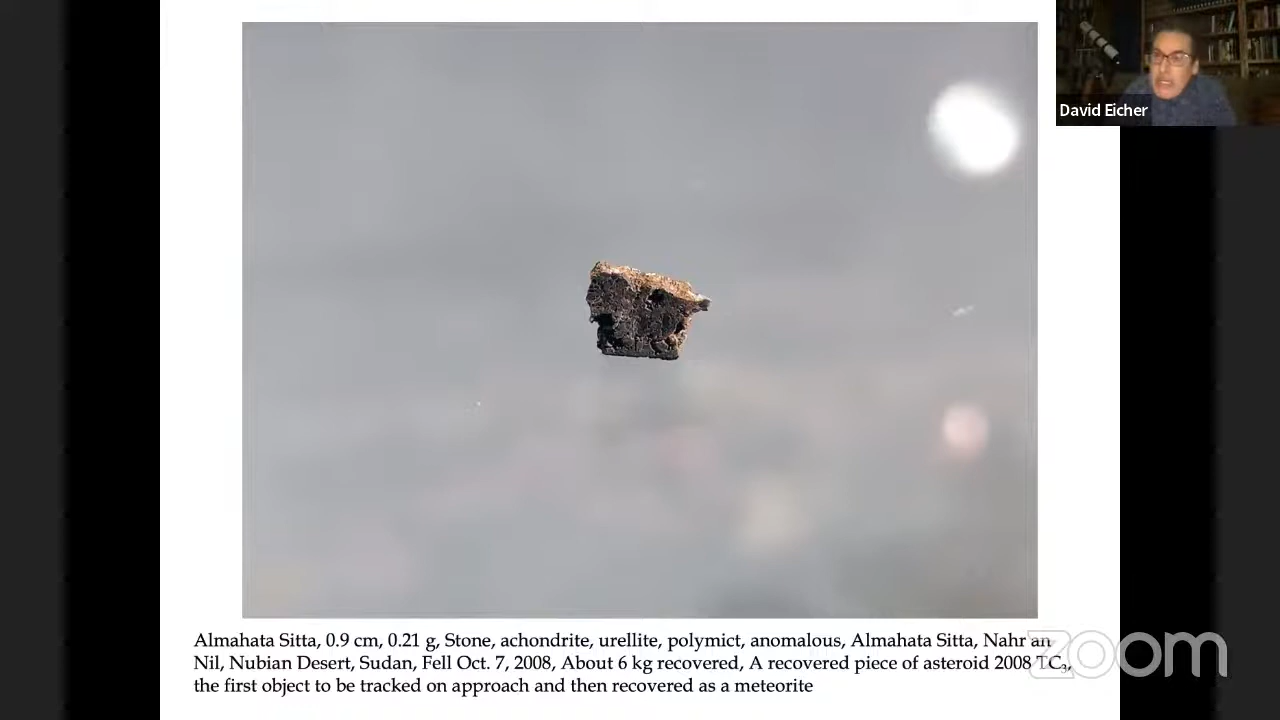 David Eicher
Almahata Sitta, 0.9 cm, 0.21 g, Stone, achondrite, urellite, polymict, anomalous, Almahata Sitta, Nahr an
Nil, Nubian Desert, Sudan, Fell Oct. 7, 2008, About 6 kg recovered, A recovered piece of asteroid 2008 TC₃,
the first object to be tracked on approach and then recovered as a meteorite
zoom